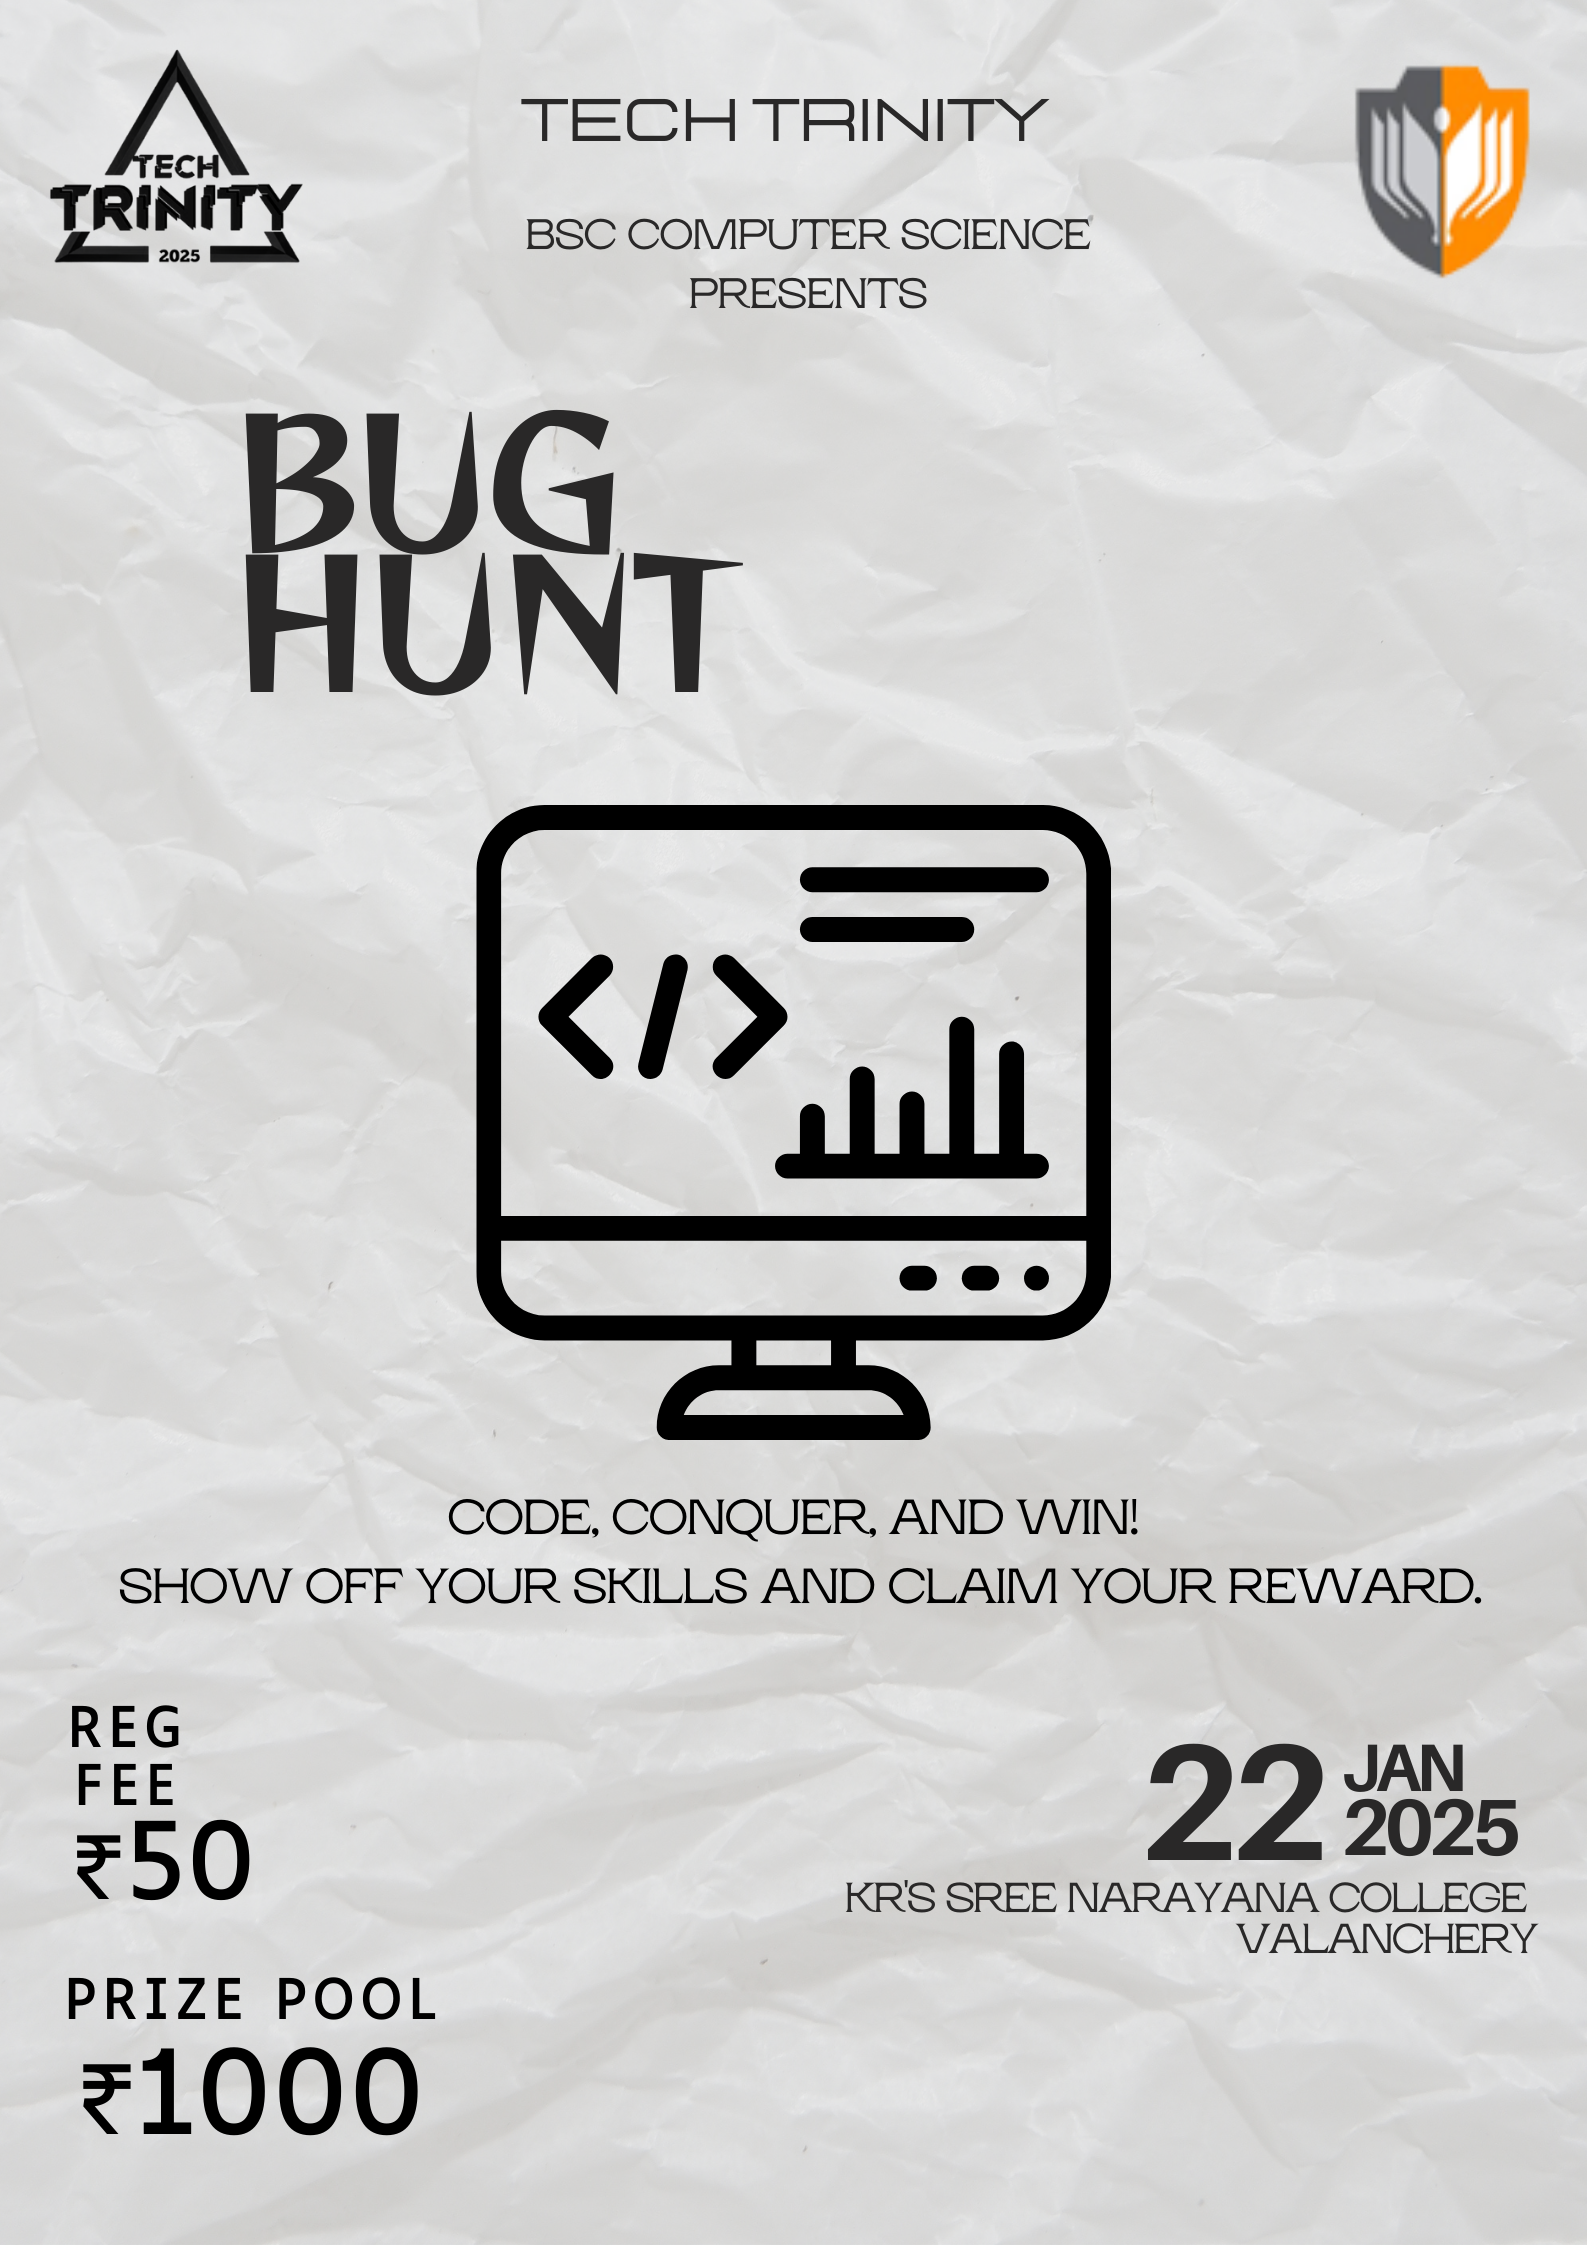 TECH
TRINITY
2025
TECH TRINITY
BSC COMPUTER SCIENCE
PRESENTS
BUG
HUNT
CODE, CONQUER, AND WIN!
SHOW OFF YOUR SKILLS AND CLAIM YOUR REWARD.
REG
FEE
₹50
PRIZE POOL
₹1000
22 JAN
2025
KR'S SREE NARAYANA COLLEGE
VALANCHERY